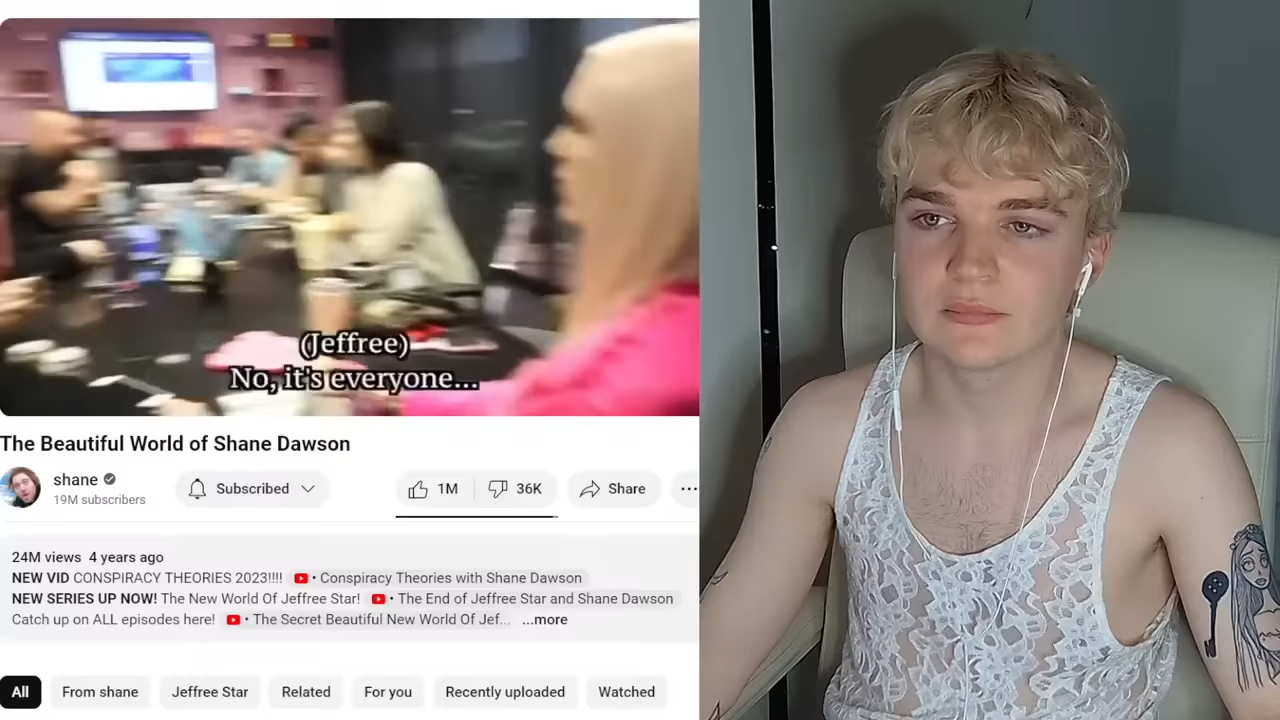 (Jeffree)
No, it's everyone...
The Beautiful World of Shane Dawson
shane
19M subscribers
Subscribed
1M
36K
Share
...
24M views 4 years ago
NEW VID CONSPIRACY THEORIES 2023!!!! • Conspiracy Theories with Shane Dawson
NEW SERIES UP NOW! The New World Of Jeffree Star! • The End of Jeffree Star and Shane Dawson
Catch up on ALL episodes here! • The Secret Beautiful New World Of Jef... ...more
All From shane Jeffree Star Related For you Recently uploaded Watched